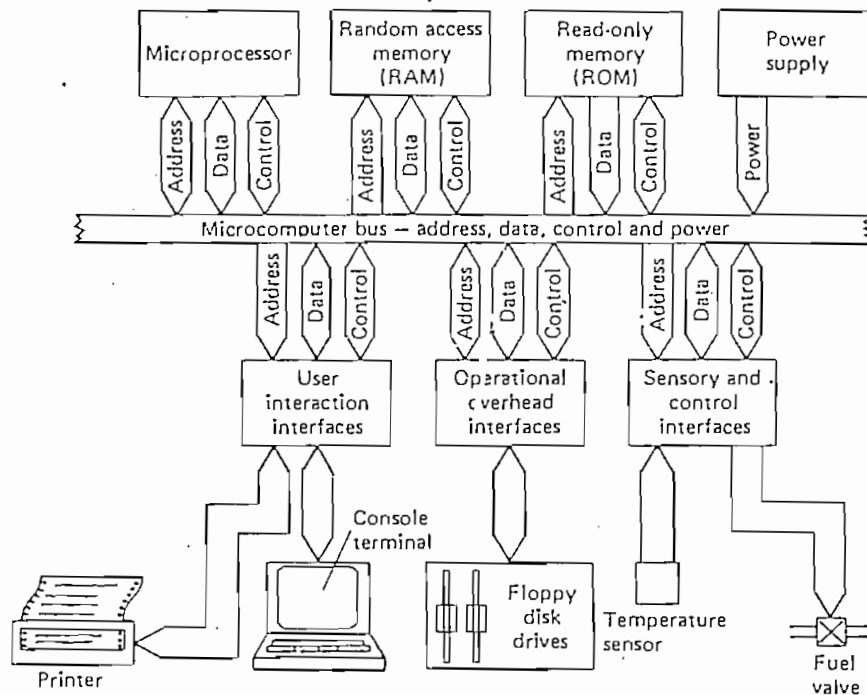 Microprocessor
Random access
memory
(RAM)
Read-only
memory
(ROM)
Power
supply
Address
Data
Control
Address
Data
Control
Address
Data
Control
Power
Microcomputer bus — address, data, control and power
Address
Data
Control
Address
Data
Control
Address
Data
Control
User
interaction
interfaces
Operational
overhead
interfaces
Sensory and
control
interfaces
Console
terminal
Floppy
disk
drives
Temperature
sensor
Printer
Fuel
valve